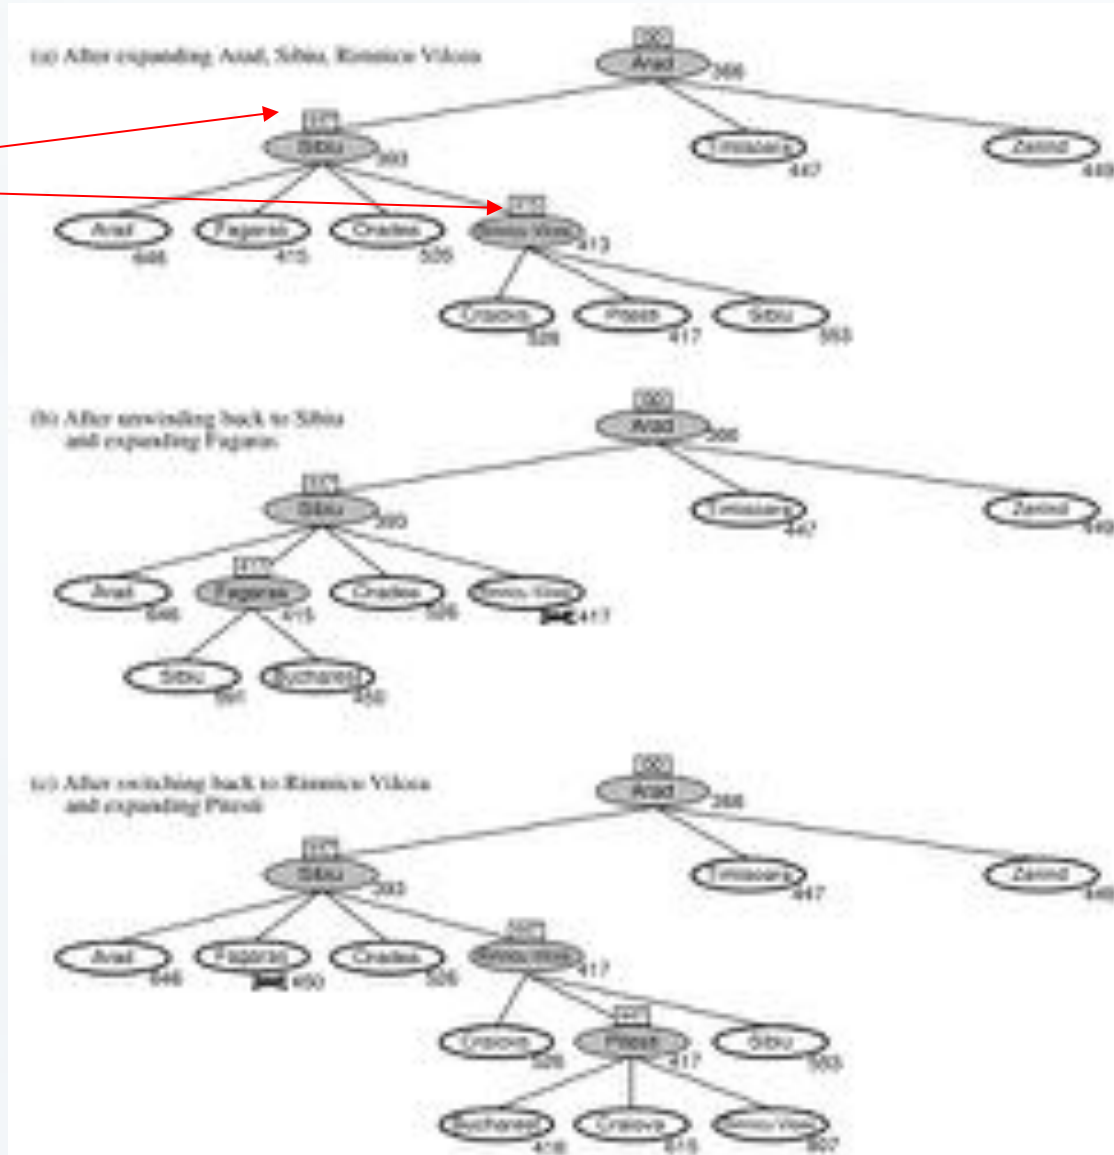 (a) After expanding Arad, Sibiu, Rimnicu Vilcea
Arad 366
Sibiu 393
Timisoara 447
Zerind 449
Arad 646
Fagaras 415
Oradea 526
Rimnicu Vilcea 413
Craiova 526
Pitesti 417
Sibiu 553
(b) After unwinding back to Sibiu
and expanding Fagaras
Arad 366
Sibiu 393
Timisoara 447
Zerind 449
Arad 646
Fagaras 415
Oradea 526
417
Sibiu 591
Bucharest 450
(c) After switching back to Rimnicu Vilcea
and expanding Pitesti
Arad 366
Sibiu 393
Timisoara 447
Zerind 449
Arad 646
Fagaras 450
Oradea 526
417
Craiova 526
Pitesti 417
Sibiu 553
Bucharest 418
Craiova 615
607